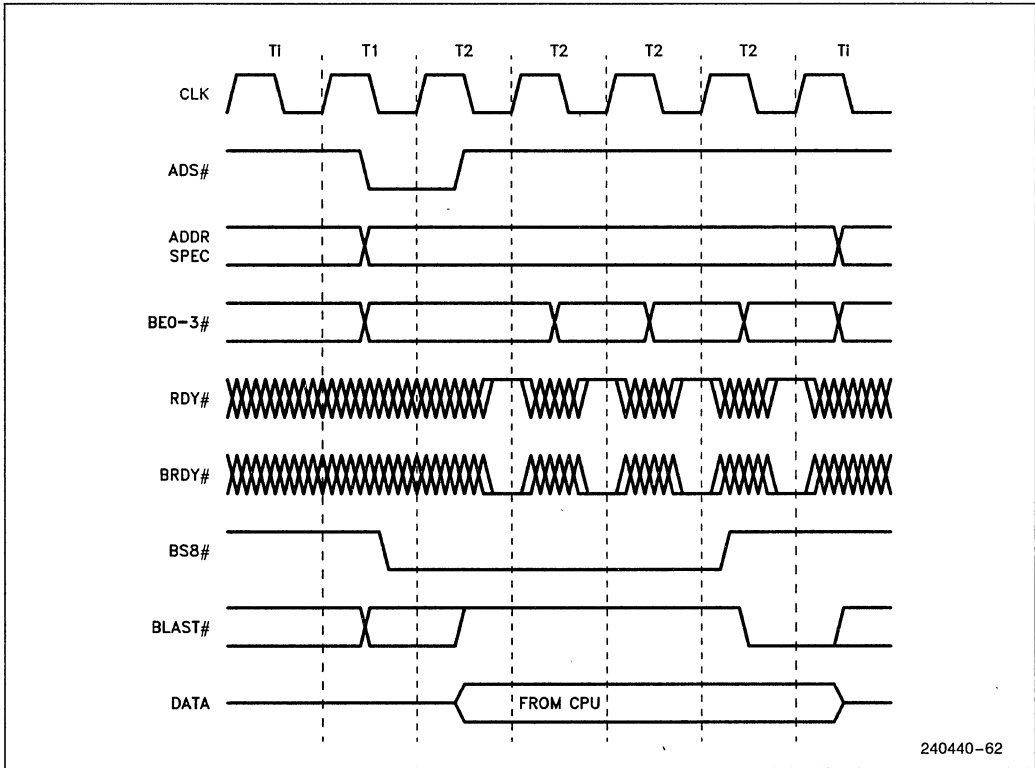 Ti T1 T2 T2 T2 T2 Ti
CLK
ADS#
ADDR
SPEC
BE0-3#
RDY#
BRDY#
BS8#
BLAST#
DATA
FROM CPU
240440-62